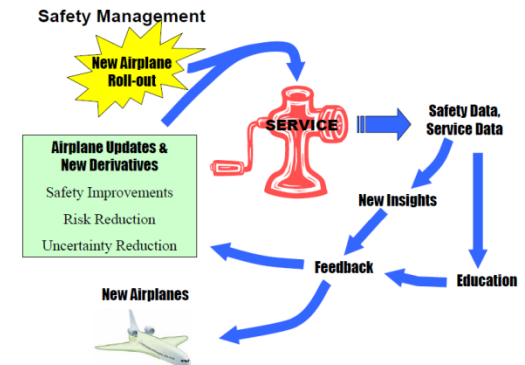 Safety Management
New Airplane
Roll-out
SERVICE
Safety Data,
Service Data
Airplane Updates &
New Derivatives
Safety Improvements
Risk Reduction
Uncertainty Reduction
New Insights
Feedback
Education
New Airplanes